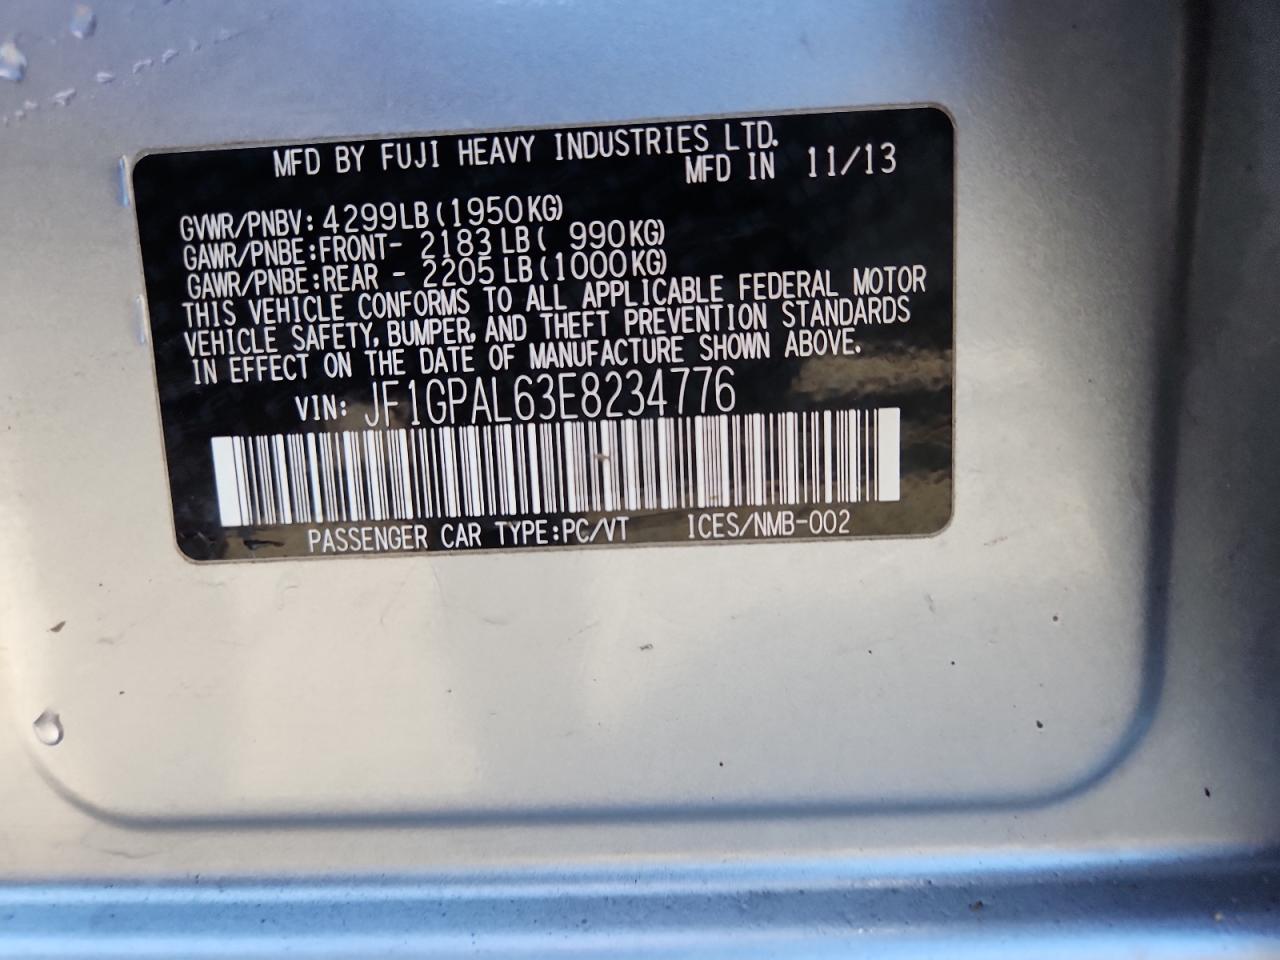 MFD BY FUJI HEAVY INDUSTRIES LTD.
MFD IN 11/13
GVWR/PNBV: 4299LB(1950KG)
GAWR/PNBE:FRONT- 2183LB( 990KG)
GAWR/PNBE:REAR - 2205LB(1000KG)
THIS VEHICLE CONFORMS TO ALL APPLICABLE FEDERAL MOTOR
VEHICLE SAFETY, BUMPER, AND THEFT PREVENTION STANDARDS
IN EFFECT ON THE DATE OF MANUFACTURE SHOWN ABOVE.
VIN: JF1GPAL63E8234776
PASSENGER CAR TYPE:PC/VT ICES/NMB-002